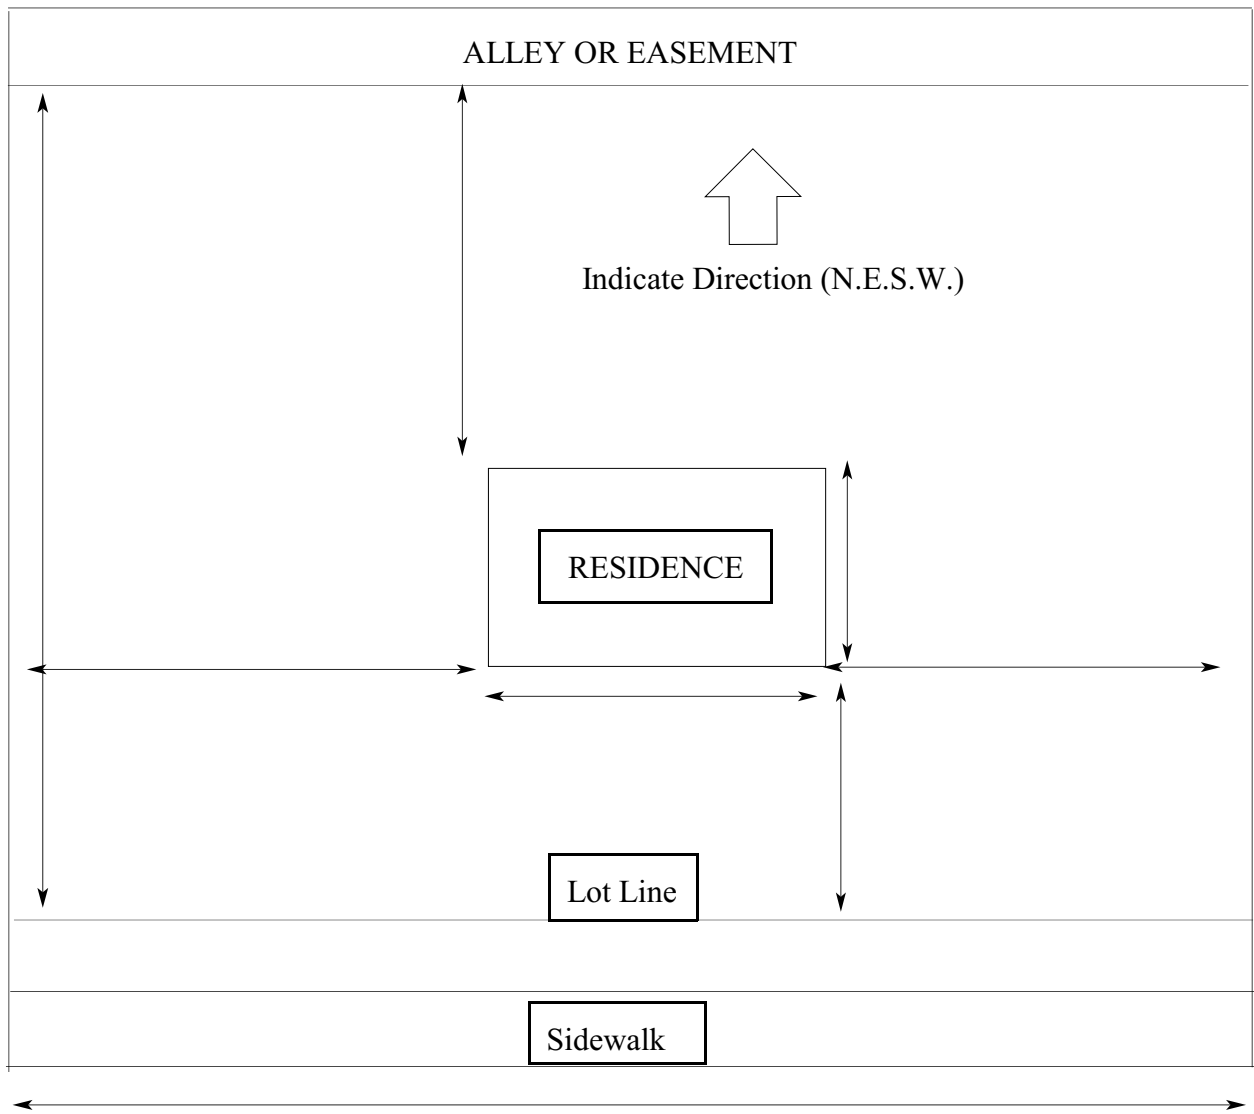 ALLEY OR EASEMENT
Indicate Direction (N.E.S.W.)
RESIDENCE
Lot Line
Sidewalk